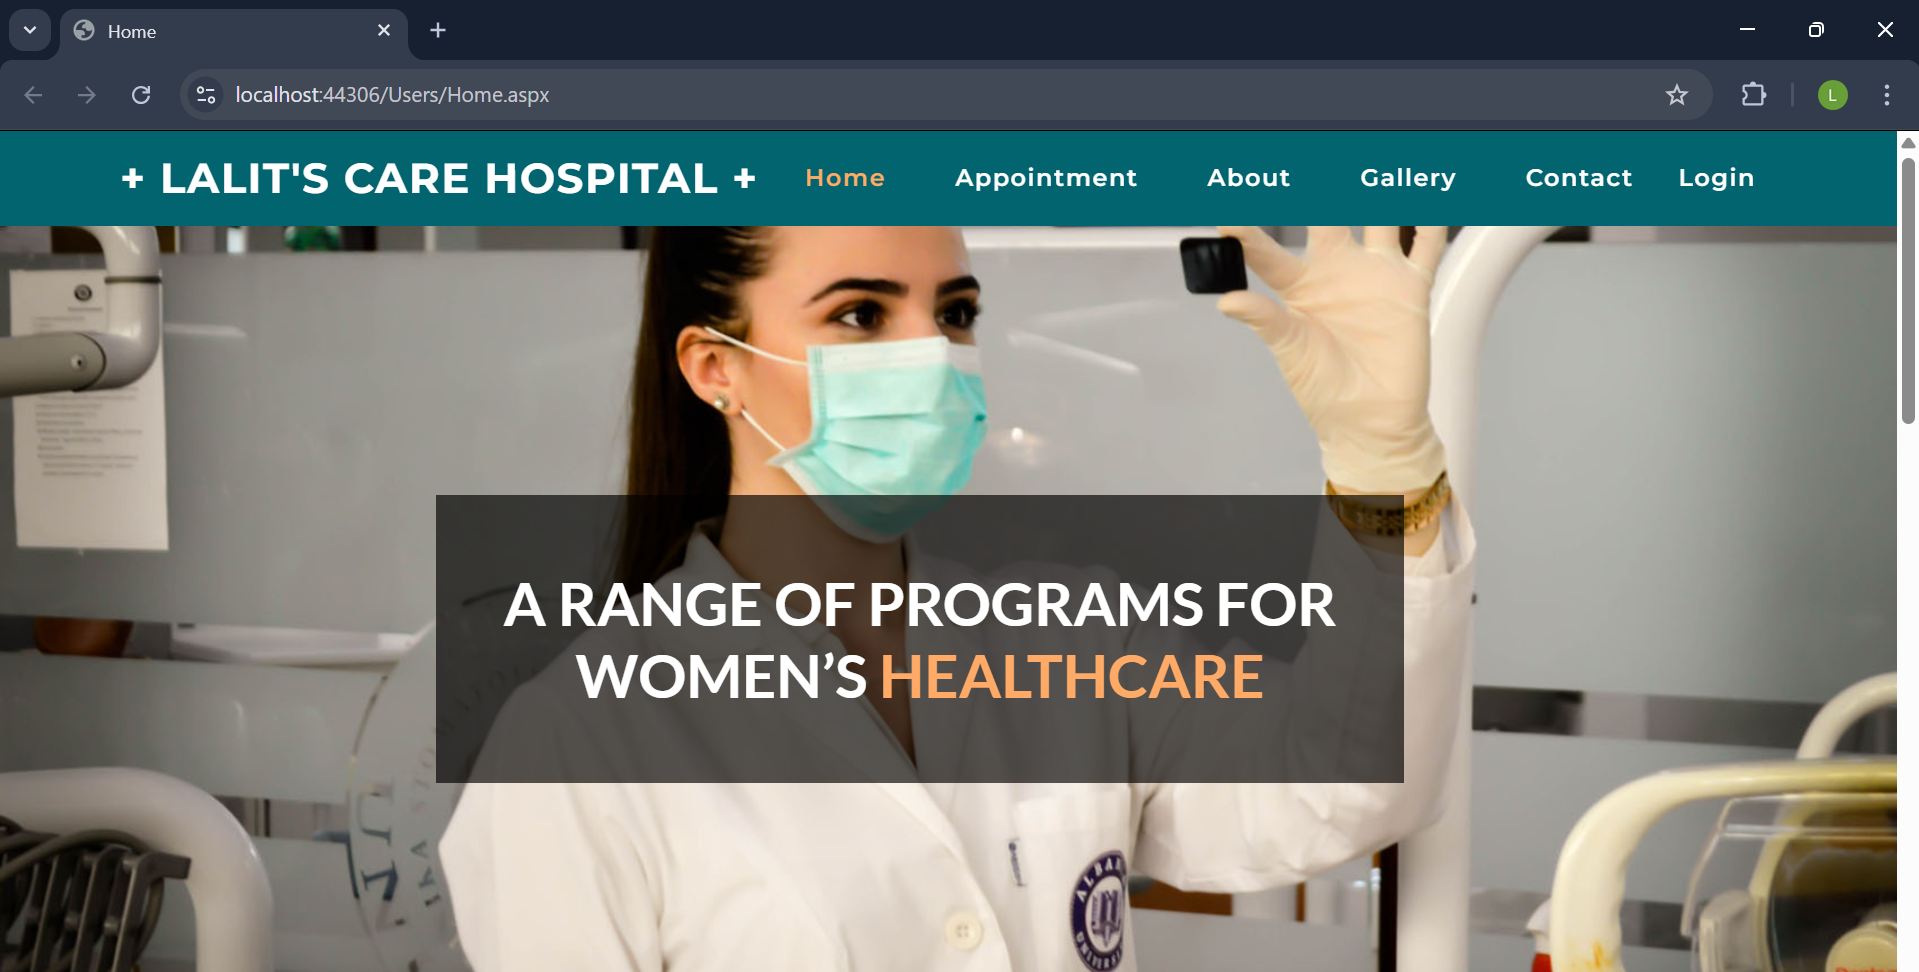 Home
localhost:44306/Users/Home.aspx
L
+ LALIT'S CARE HOSPITAL +
Home
Appointment
About
Gallery
Contact
Login
A RANGE OF PROGRAMS FOR
WOMEN’S HEALTHCARE